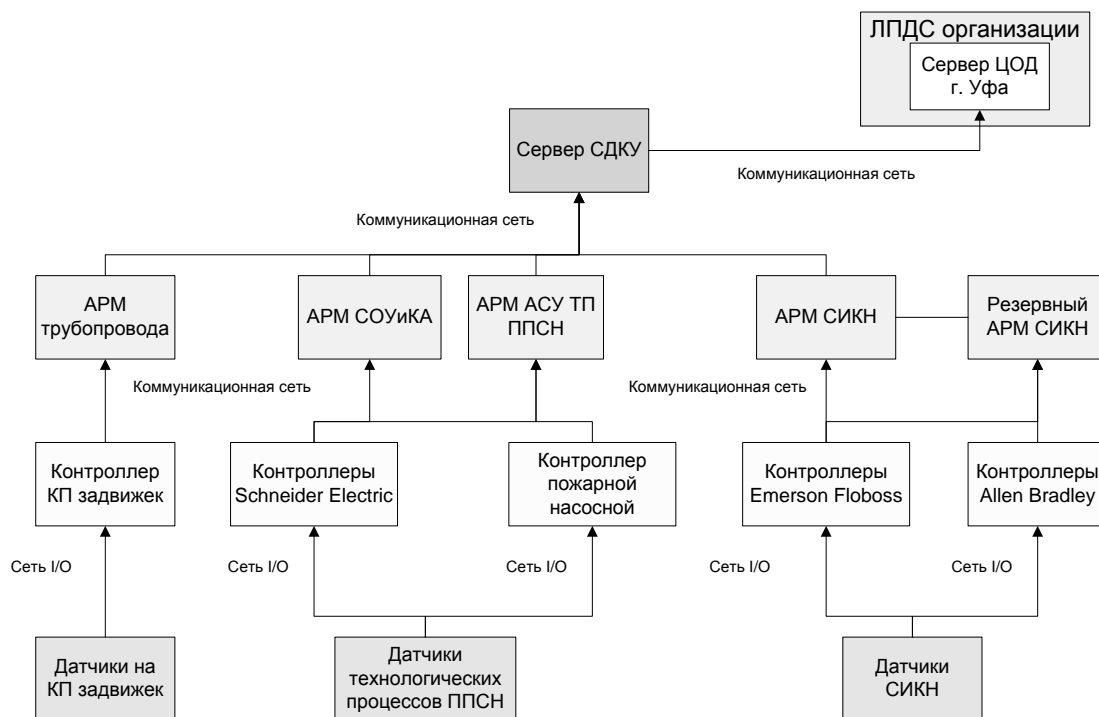 ЛПДС организации
Сервер ЦОД
г. Уфа
Сервер СДКУ
Коммуникационная сеть
Коммуникационная сеть
АРМ
трубопровода
АРМ СОУиКА
АРМ АСУ ТП
ППСН
АРМ СИКН
Резервный
АРМ СИКН
Коммуникационная сеть
Коммуникационная сеть
Контроллер
КП задвижек
Контроллеры
Schneider Electric
Контроллер
пожарной
насосной
Контроллеры
Emerson Floboss
Контроллеры
Allen Bradley
Сеть I/O
Сеть I/O
Сеть I/O
Сеть I/O
Сеть I/O
Датчики на
КП задвижек
Датчики
технологических
процессов ППСН
Датчики
СИКН